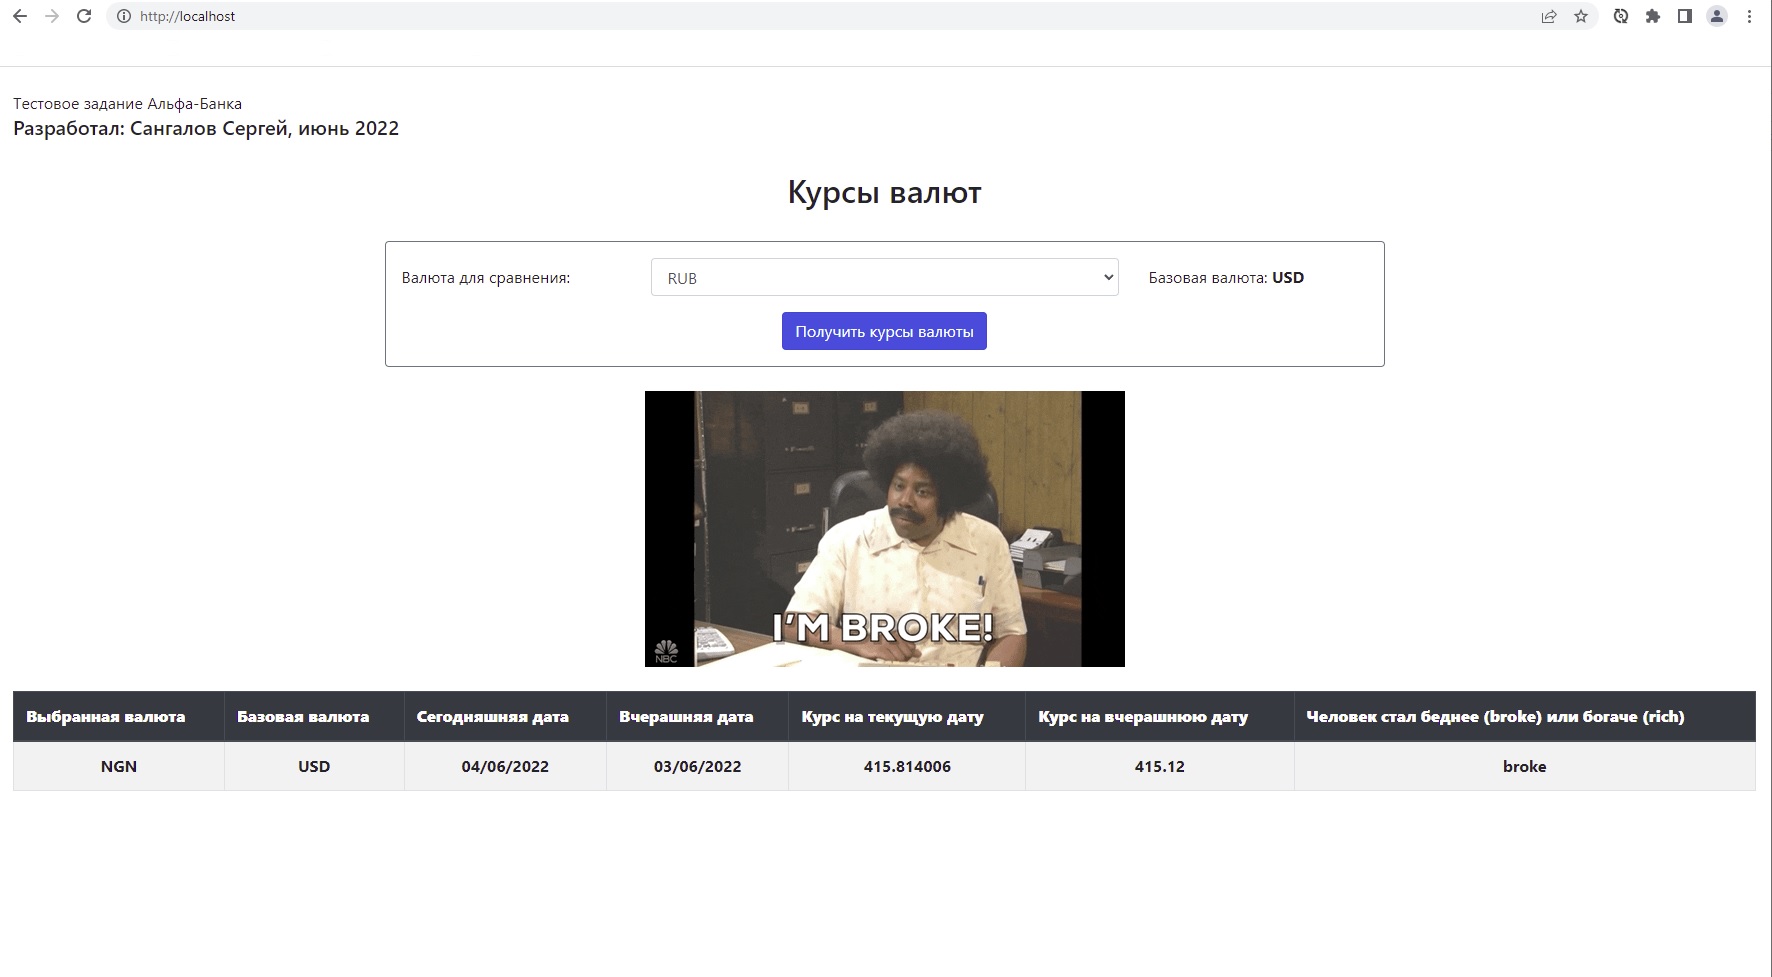 http://localhost
Тестовое задание Альфа-Банка
Разработал: Сангалов Сергей, июнь 2022
Курсы валют
Валюта для сравнения: RUB Базовая валюта: USD
Получить курсы валюты
I'M BROKE!
NBC
Выбранная валюта Базовая валюта Сегодняшняя дата Вчерашняя дата Курс на текущую дату Курс на вчерашнюю дату Человек стал беднее (broke) или богаче (rich)
NGN USD 04/06/2022 03/06/2022 415.814006 415.12 broke